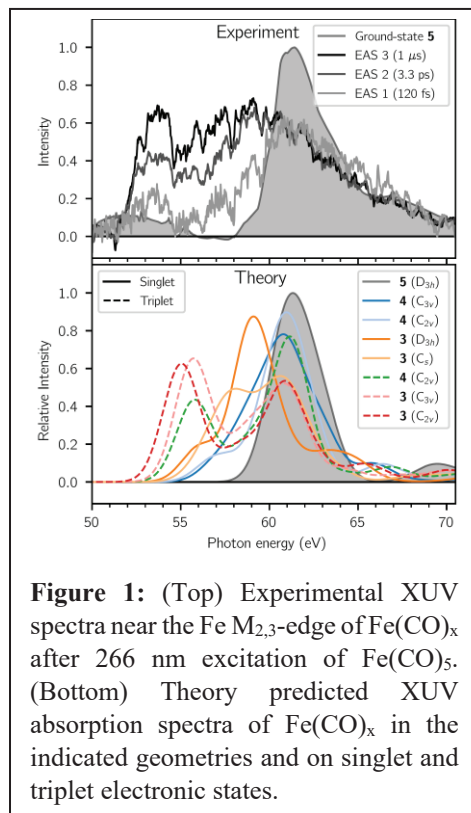 Experiment
Ground-state 5
EAS 3 (1 μs)
EAS 2 (3.3 ps)
EAS 1 (120 fs)
Intensity
1.0
0.8
0.6
0.4
0.2
0.0
Theory
Singlet
Triplet
5 (D3h)
4 (C3v)
4 (C2v)
3 (D3h)
3 (Cs)
4 (C2v)
3 (C3v)
3 (C2v)
Relative Intensity
1.0
0.8
0.6
0.4
0.2
0.0
50 55 60 65 70
Photon energy (eV)
Figure 1: (Top) Experimental XUV
spectra near the Fe M2,3-edge of Fe(CO)x
after 266 nm excitation of Fe(CO)5.
(Bottom) Theory predicted XUV
absorption spectra of Fe(CO)x in the
indicated geometries and on singlet and
triplet electronic states.